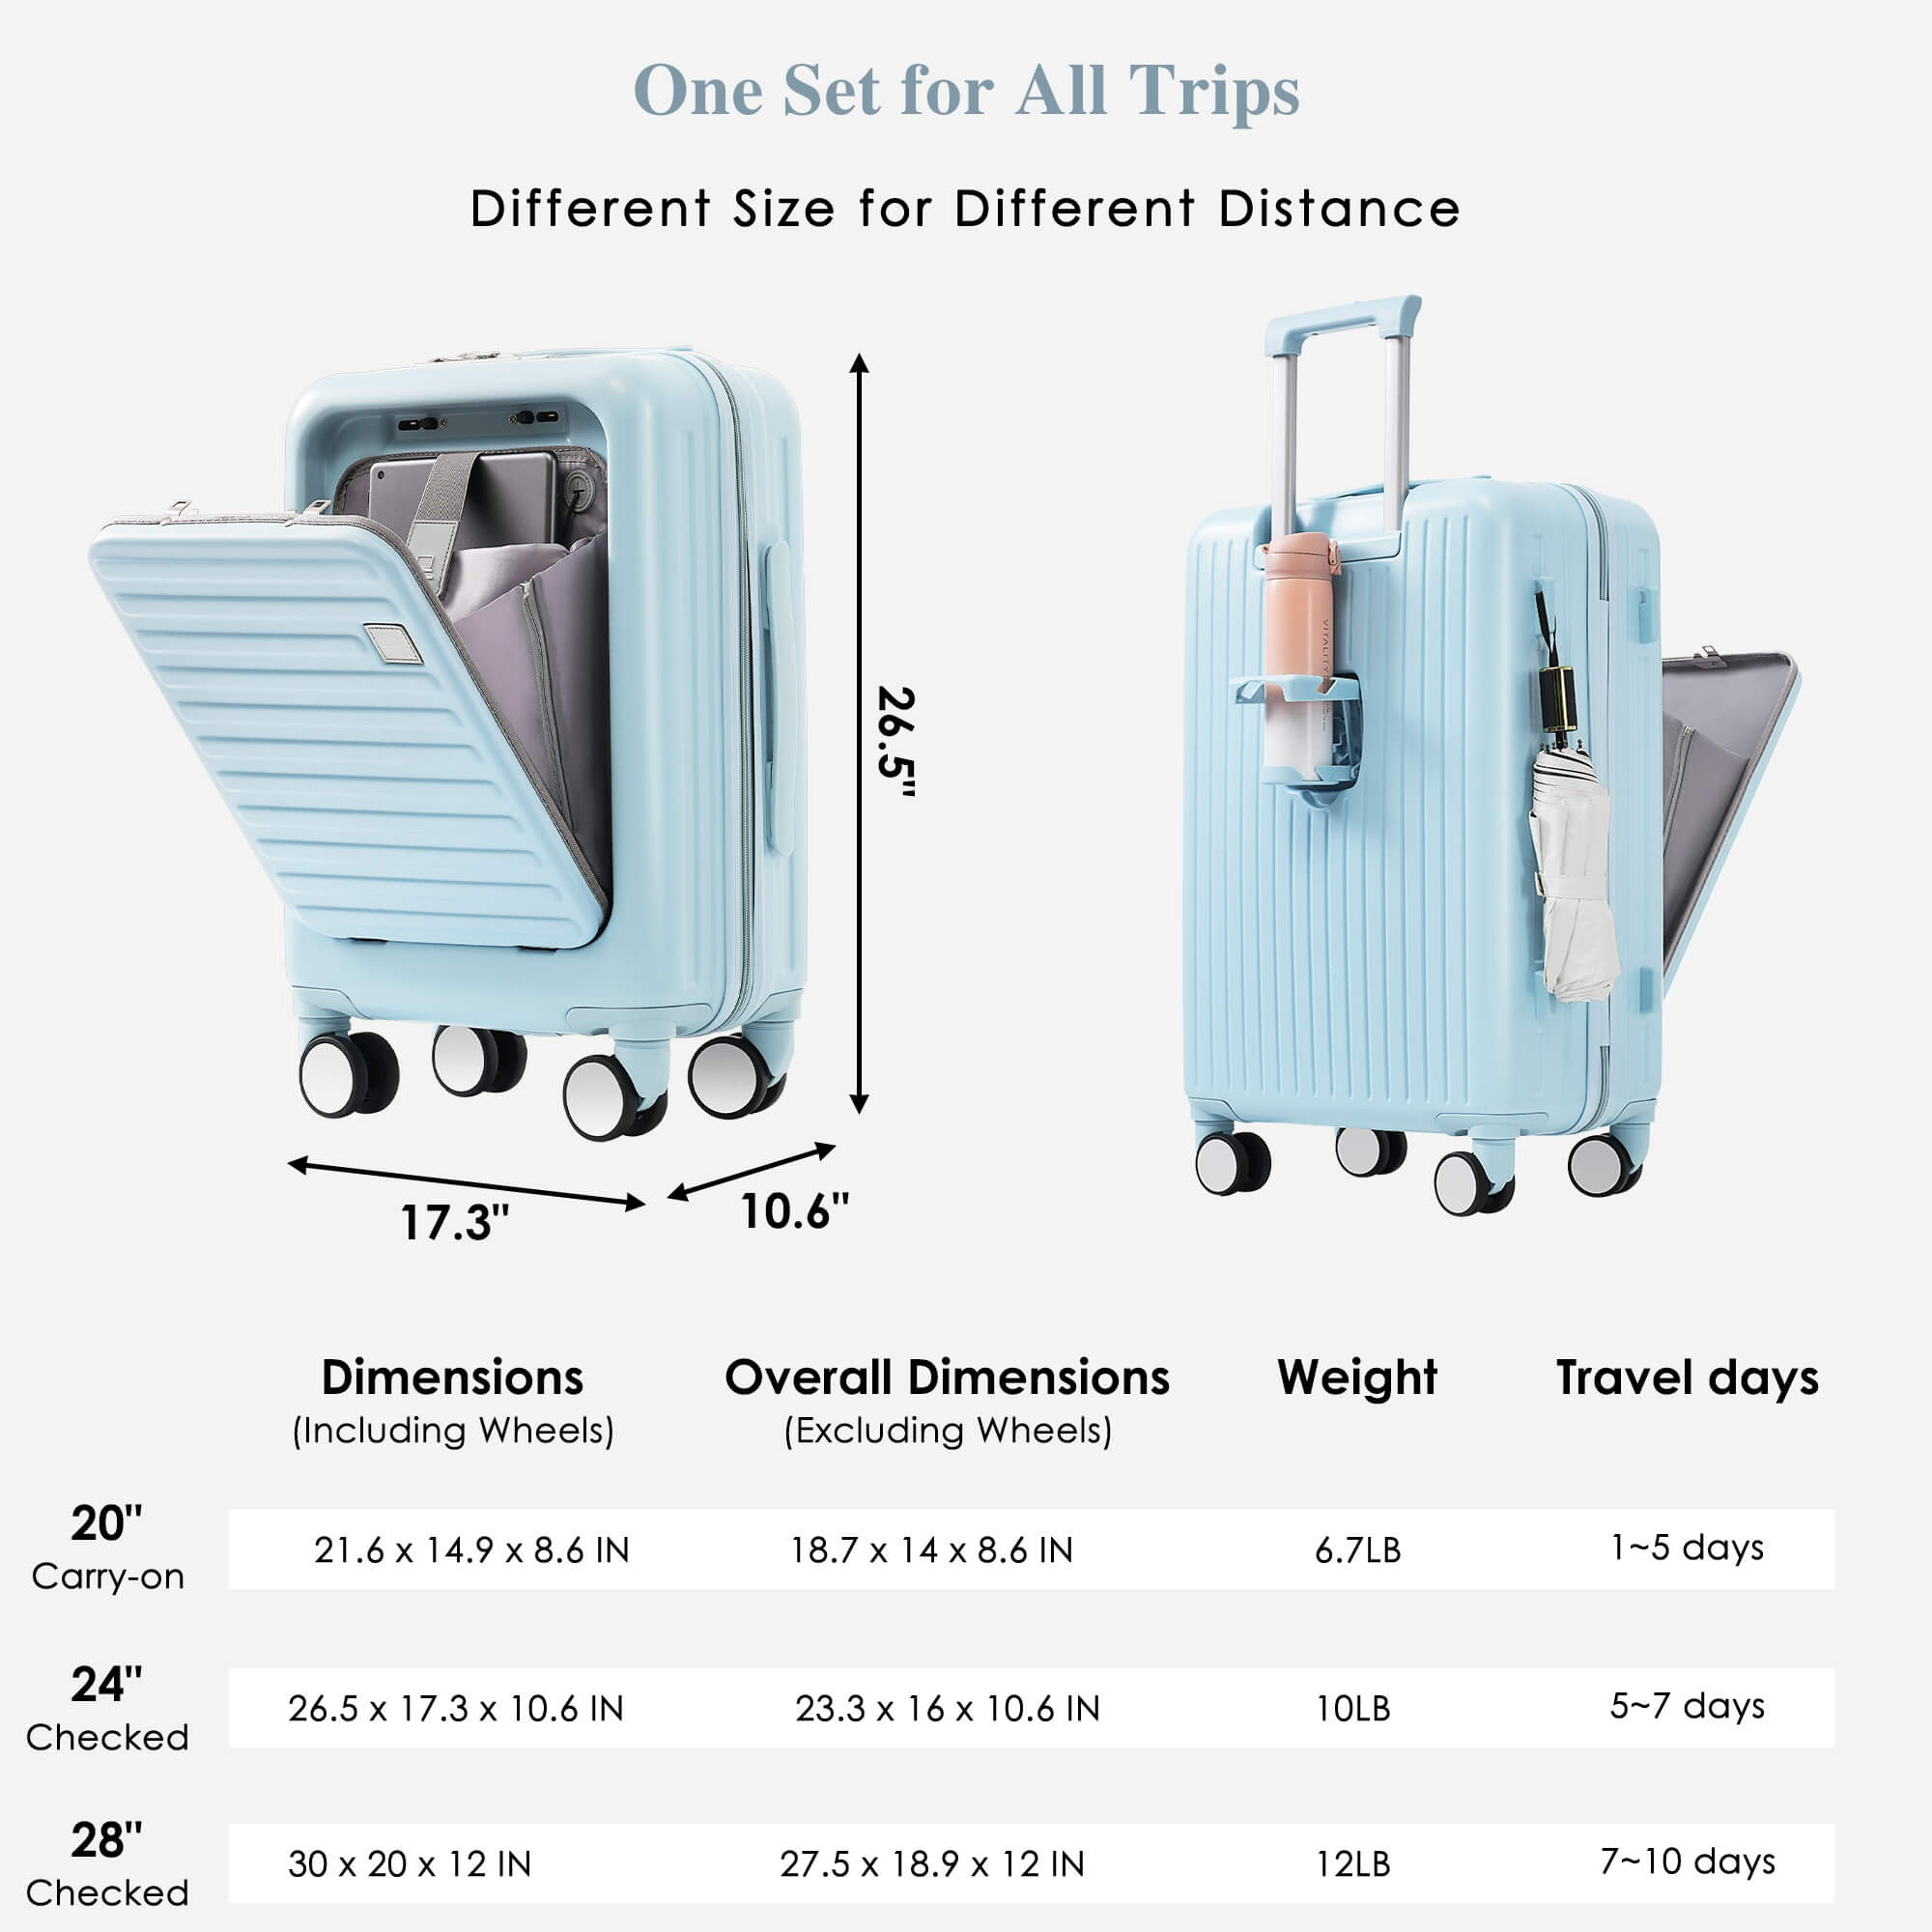 One Set for All Trips
Different Size for Different Distance
26.5"
17.3"
10.6"
VITALITY
Dimensions
(Including Wheels)
Overall Dimensions
(Excluding Wheels)
Weight
Travel days
20"
Carry-on
21.6 x 14.9 x 8.6 IN
18.7 x 14 x 8.6 IN
6.7LB
1~5 days
24"
Checked
26.5 x 17.3 x 10.6 IN
23.3 x 16 x 10.6 IN
10LB
5~7 days
28"
Checked
30 x 20 x 12 IN
27.5 x 18.9 x 12 IN
12LB
7~10 days